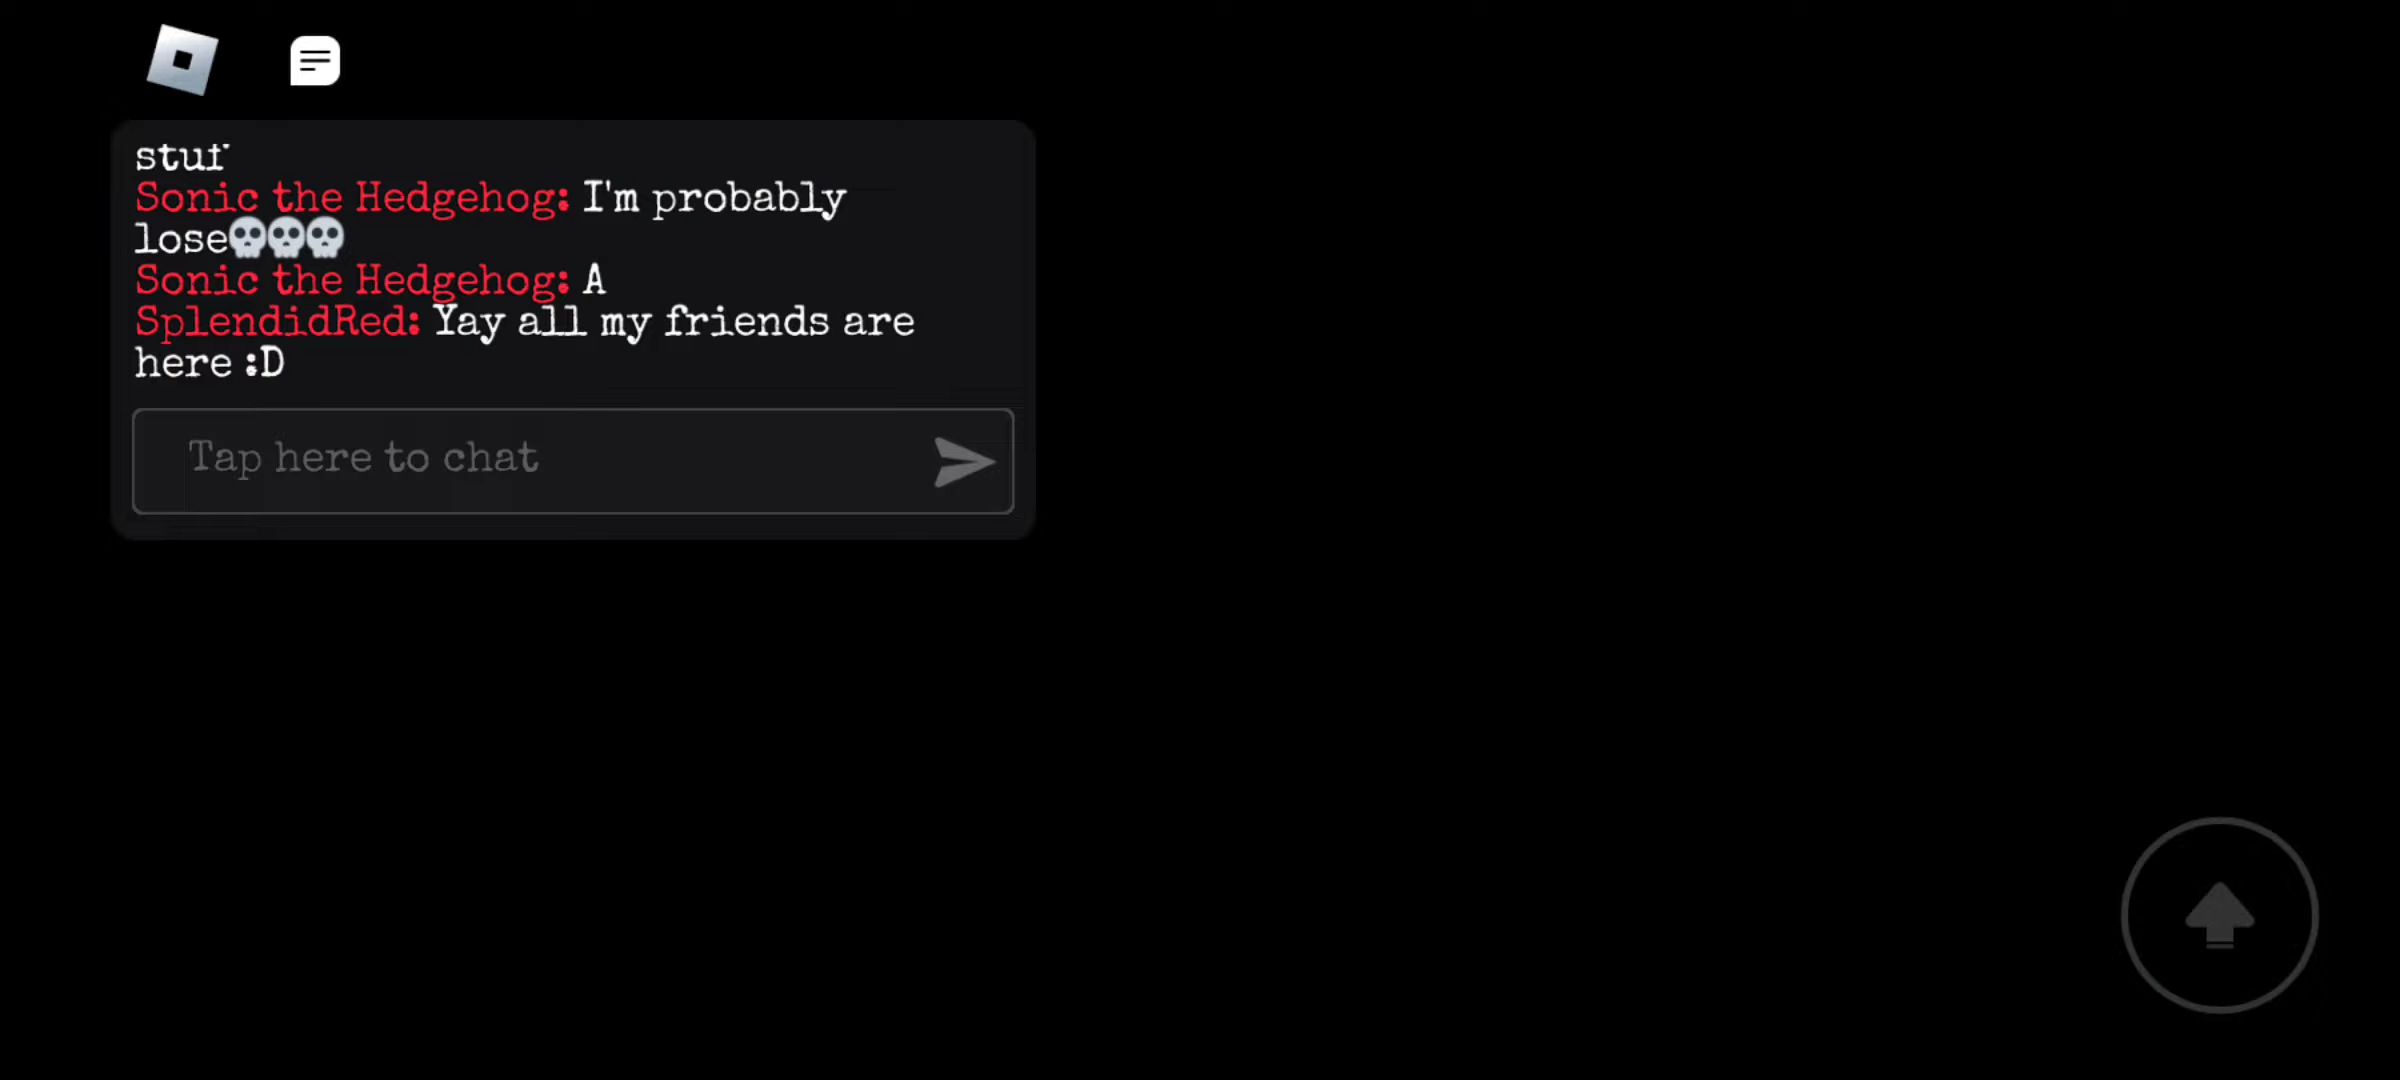 stuf
Sonic the Hedgehog: I'm probably
lose💀💀💀
Sonic the Hedgehog: A
SplendidRed: Yay all my friends are
here :D
Tap here to chat